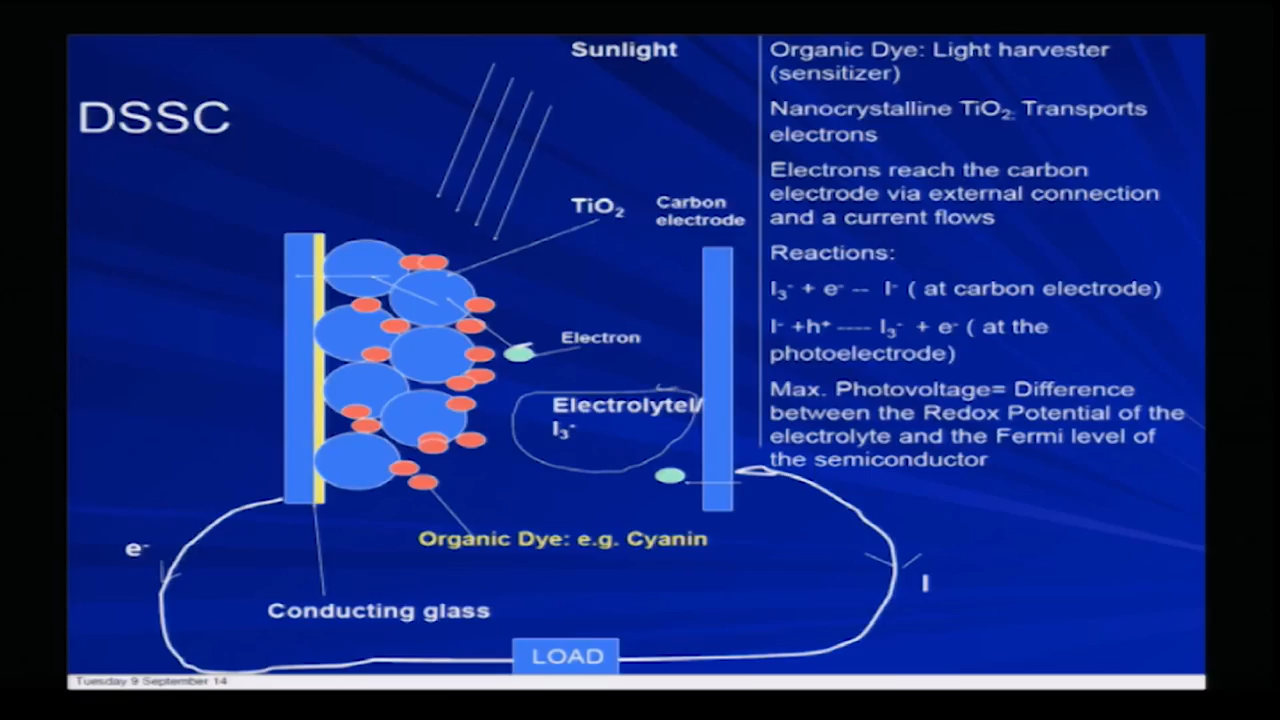 DSSC
Sunlight
TiO₂
Carbon
electrode
Electron
Electrolytel/
I₃⁻
Organic Dye: e.g. Cyanin
e⁻
Conducting glass
LOAD
I
Organic Dye: Light harvester
(sensitizer)
Nanocrystalline TiO₂: Transports
electrons
Electrons reach the carbon
electrode via external connection
and a current flows
Reactions:
I₃⁻ + e⁻ -- I⁻ ( at carbon electrode)
I⁻ +h⁺ ---- I₃⁻ + e⁻ ( at the
photoelectrode)
Max. Photovoltage= Difference
between the Redox Potential of the
electrolyte and the Fermi level of
the semiconductor
Tuesday 9 September 14